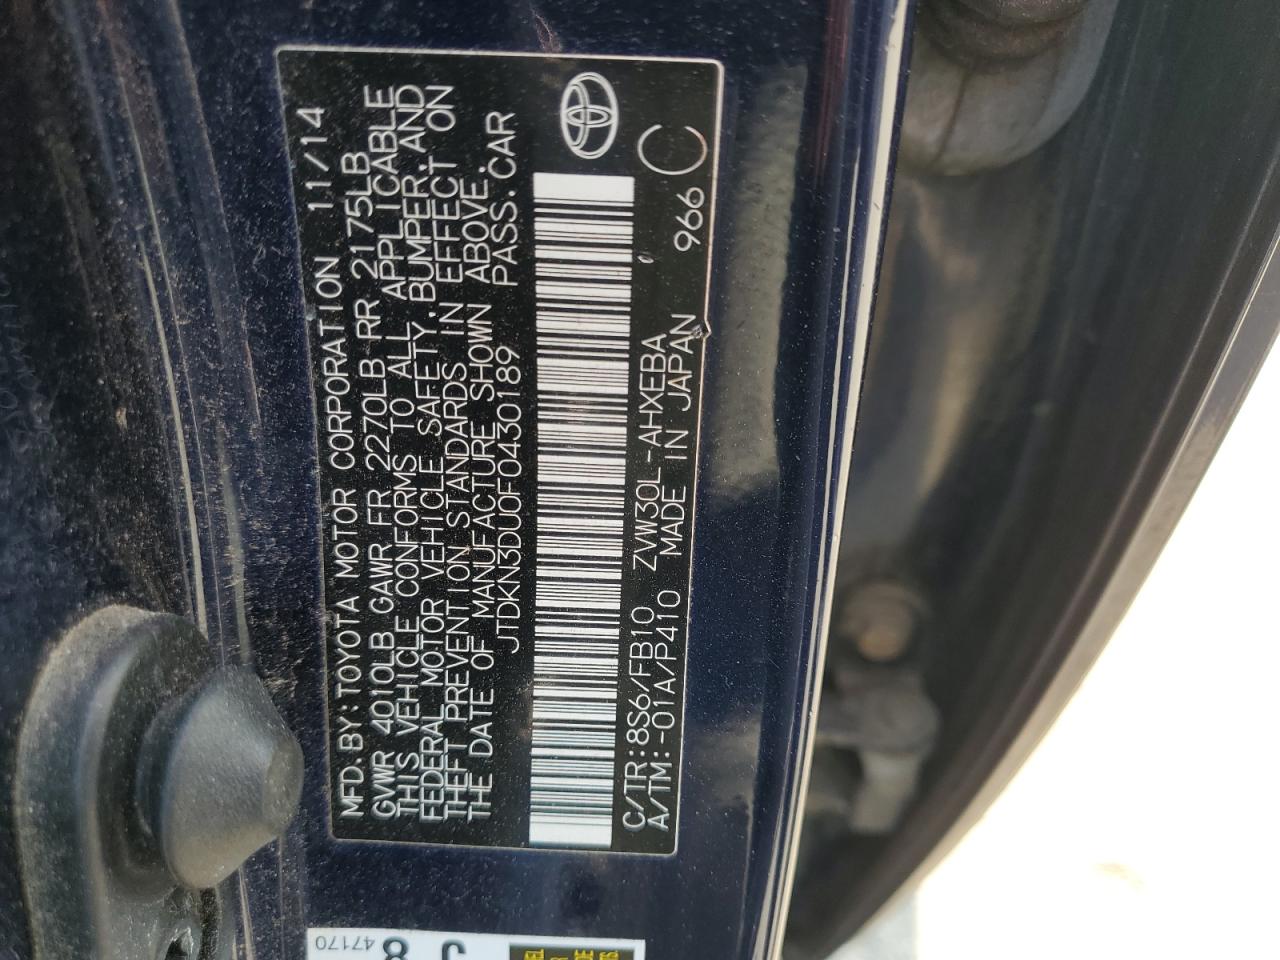 MFD. BY: TOYOTA MOTOR CORPORATION 11/14
GVWR 4010LB GAWR FR 2270LB RR 2175LB
THIS VEHICLE CONFORMS TO ALL APPLICABLE
FEDERAL MOTOR VEHICLE SAFETY, BUMPER, AND
THEFT PREVENTION STANDARDS IN EFFECT ON
THE DATE OF MANUFACTURE SHOWN ABOVE.
JTDKN3DU0F0430189 PASS. CAR
C/TR: 8S6/FB10 ZVW30L-AHXEBA
A/TM: -01A/P410 MADE IN JAPAN 966
C
47170
J
8